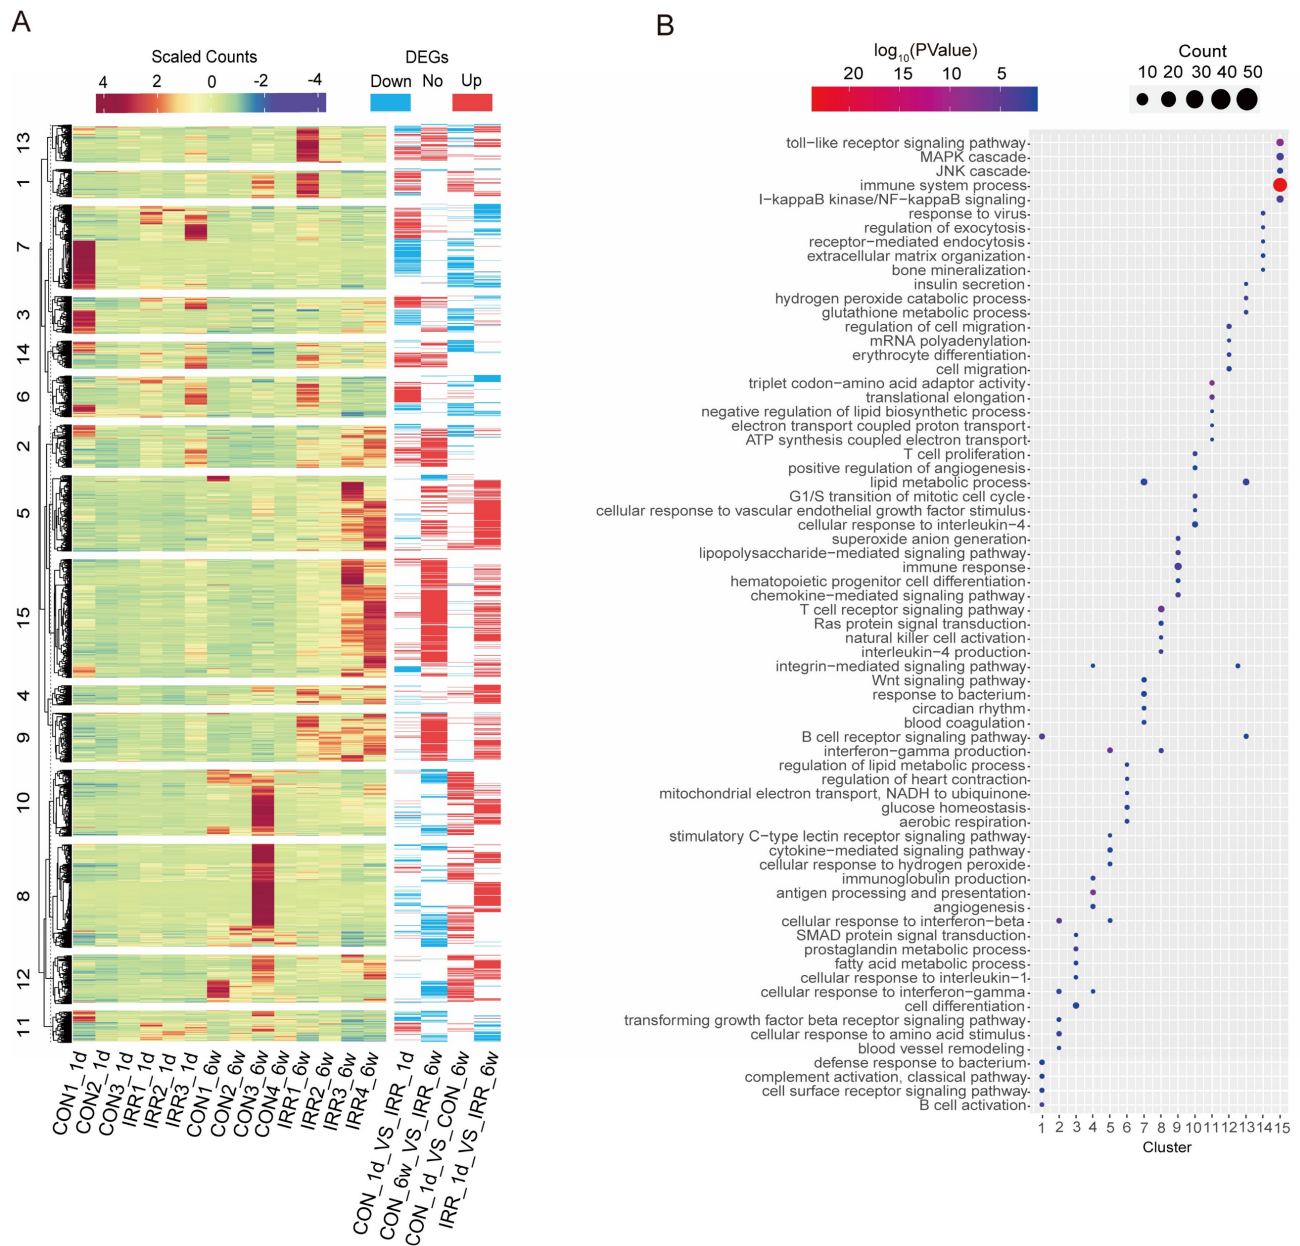 A
Scaled Counts
DEGs
4 2 0 -2 -4
Down No Up
13
1
7
3
14
6
2
5
15
4
9
10
8
12
11
CON1_1d
CON2_1d
CON3_1d
IRR1_1d
IRR2_1d
IRR3_1d
CON1_6w
CON2_6w
CON3_6w
CON4_6w
IRR1_6w
IRR2_6w
IRR3_6w
IRR4_6w
CON_1d_VS_IRR_1d
CON_6w_VS_IRR_6w
CON_1d_VS_CON_6w
IRR_1d_VS_IRR_6w
B
log10(PValue)
20 15 10 5
Count
10 20 30 40 50
toll−like receptor signaling pathway
MAPK cascade
JNK cascade
immune system process
I−kappaB kinase/NF−kappaB signaling
response to virus
regulation of exocytosis
receptor−mediated endocytosis
extracellular matrix organization
bone mineralization
insulin secretion
hydrogen peroxide catabolic process
glutathione metabolic process
regulation of cell migration
mRNA polyadenylation
erythrocyte differentiation
cell migration
triplet codon−amino acid adaptor activity
translational elongation
negative regulation of lipid biosynthetic process
electron transport coupled proton transport
ATP synthesis coupled electron transport
T cell proliferation
positive regulation of angiogenesis
lipid metabolic process
G1/S transition of mitotic cell cycle
cellular response to vascular endothelial growth factor stimulus
cellular response to interleukin−4
superoxide anion generation
lipopolysaccharide−mediated signaling pathway
immune response
hematopoietic progenitor cell differentiation
chemokine−mediated signaling pathway
T cell receptor signaling pathway
Ras protein signal transduction
natural killer cell activation
interleukin−4 production
integrin−mediated signaling pathway
Wnt signaling pathway
response to bacterium
circadian rhythm
blood coagulation
B cell receptor signaling pathway
interferon−gamma production
regulation of lipid metabolic process
regulation of heart contraction
mitochondrial electron transport, NADH to ubiquinone
glucose homeostasis
aerobic respiration
stimulatory C−type lectin receptor signaling pathway
cytokine−mediated signaling pathway
cellular response to hydrogen peroxide
immunoglobulin production
antigen processing and presentation
angiogenesis
cellular response to interferon−beta
SMAD protein signal transduction
prostaglandin metabolic process
fatty acid metabolic process
cellular response to interleukin−1
cellular response to interferon−gamma
cell differentiation
transforming growth factor beta receptor signaling pathway
cellular response to amino acid stimulus
blood vessel remodeling
defense response to bacterium
complement activation, classical pathway
cell surface receptor signaling pathway
B cell activation
1 2 3 4 5 6 7 8 9 10 11 12 13 14 15
Cluster